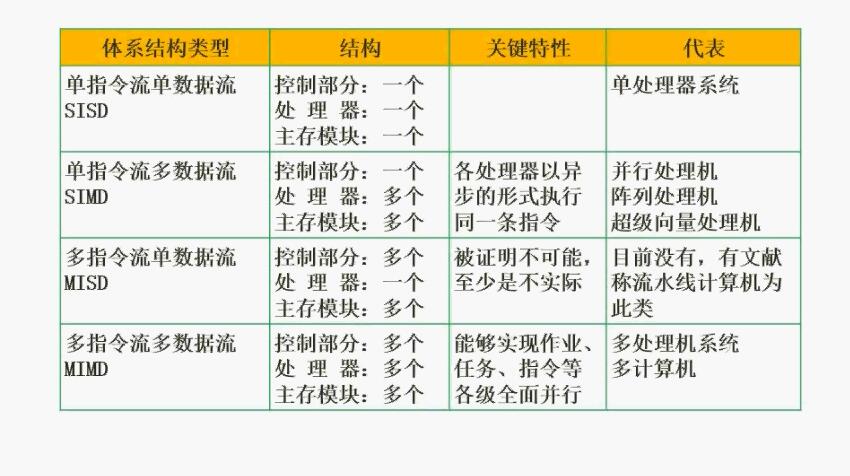 体系结构类型 结构 关键特性 代表
单指令流单数据流 控制部分：一个 单处理器系统
SISD 处 理 器：一个
主存模块：一个
单指令流多数据流 控制部分：一个 各处理器以异 并行处理机
SIMD 处 理 器：多个 步的形式执行 阵列处理机
主存模块：多个 同一条指令 超级向量处理机
多指令流单数据流 控制部分：多个 被证明不可能， 目前没有，有文献
MISD 处 理 器：一个 至少是不实际 称流水线计算机为
主存模块：多个 此类
多指令流多数据流 控制部分：多个 能够实现作业、 多处理机系统
MIMD 处 理 器：多个 任务、指令等 多计算机
主存模块：多个 各级全面并行